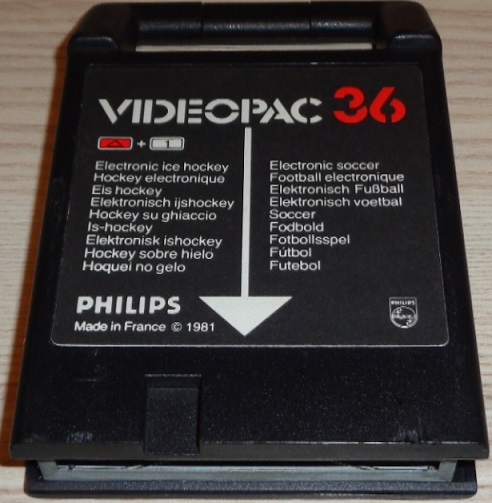 VIDEOPAC 36
+ 1
Electronic ice hockey
Hockey electronique
Eis hockey
Elektronisch ijshockey
Hockey su ghiaccio
Is-hockey
Elektronisk ishockey
Hockey sobre hielo
Hoquei no gelo
Electronic soccer
Football electronique
Elektronisch Fußball
Elektronisch voetbal
Soccer
Fodbold
Fotbollsspel
Fútbol
Futebol
PHILIPS
Made in France © 1981
PHILIPS